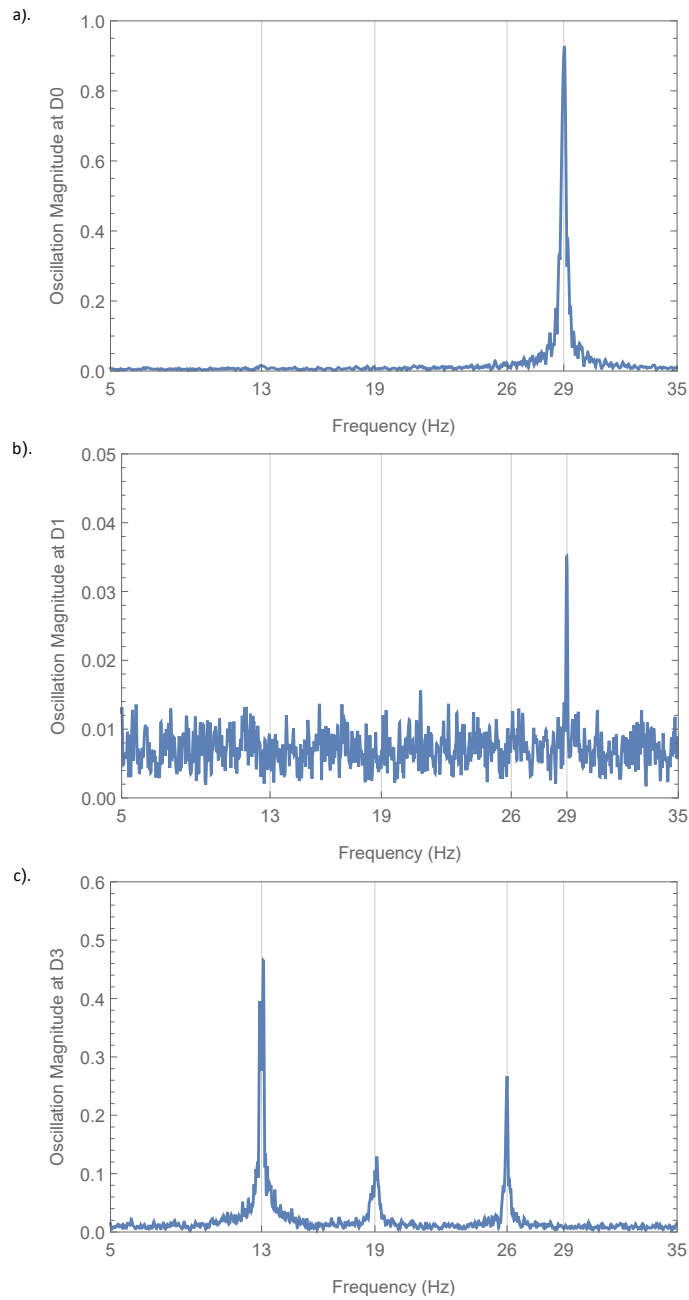 a).
1.0
0.8
0.6
0.4
0.2
0.0
Oscillation Magnitude at D0
5 13 19 26 29 35
Frequency (Hz)
b).
0.05
0.04
0.03
0.02
0.01
0.00
Oscillation Magnitude at D1
5 13 19 26 29 35
Frequency (Hz)
c).
0.6
0.5
0.4
0.3
0.2
0.1
0.0
Oscillation Magnitude at D3
5 13 19 26 29 35
Frequency (Hz)